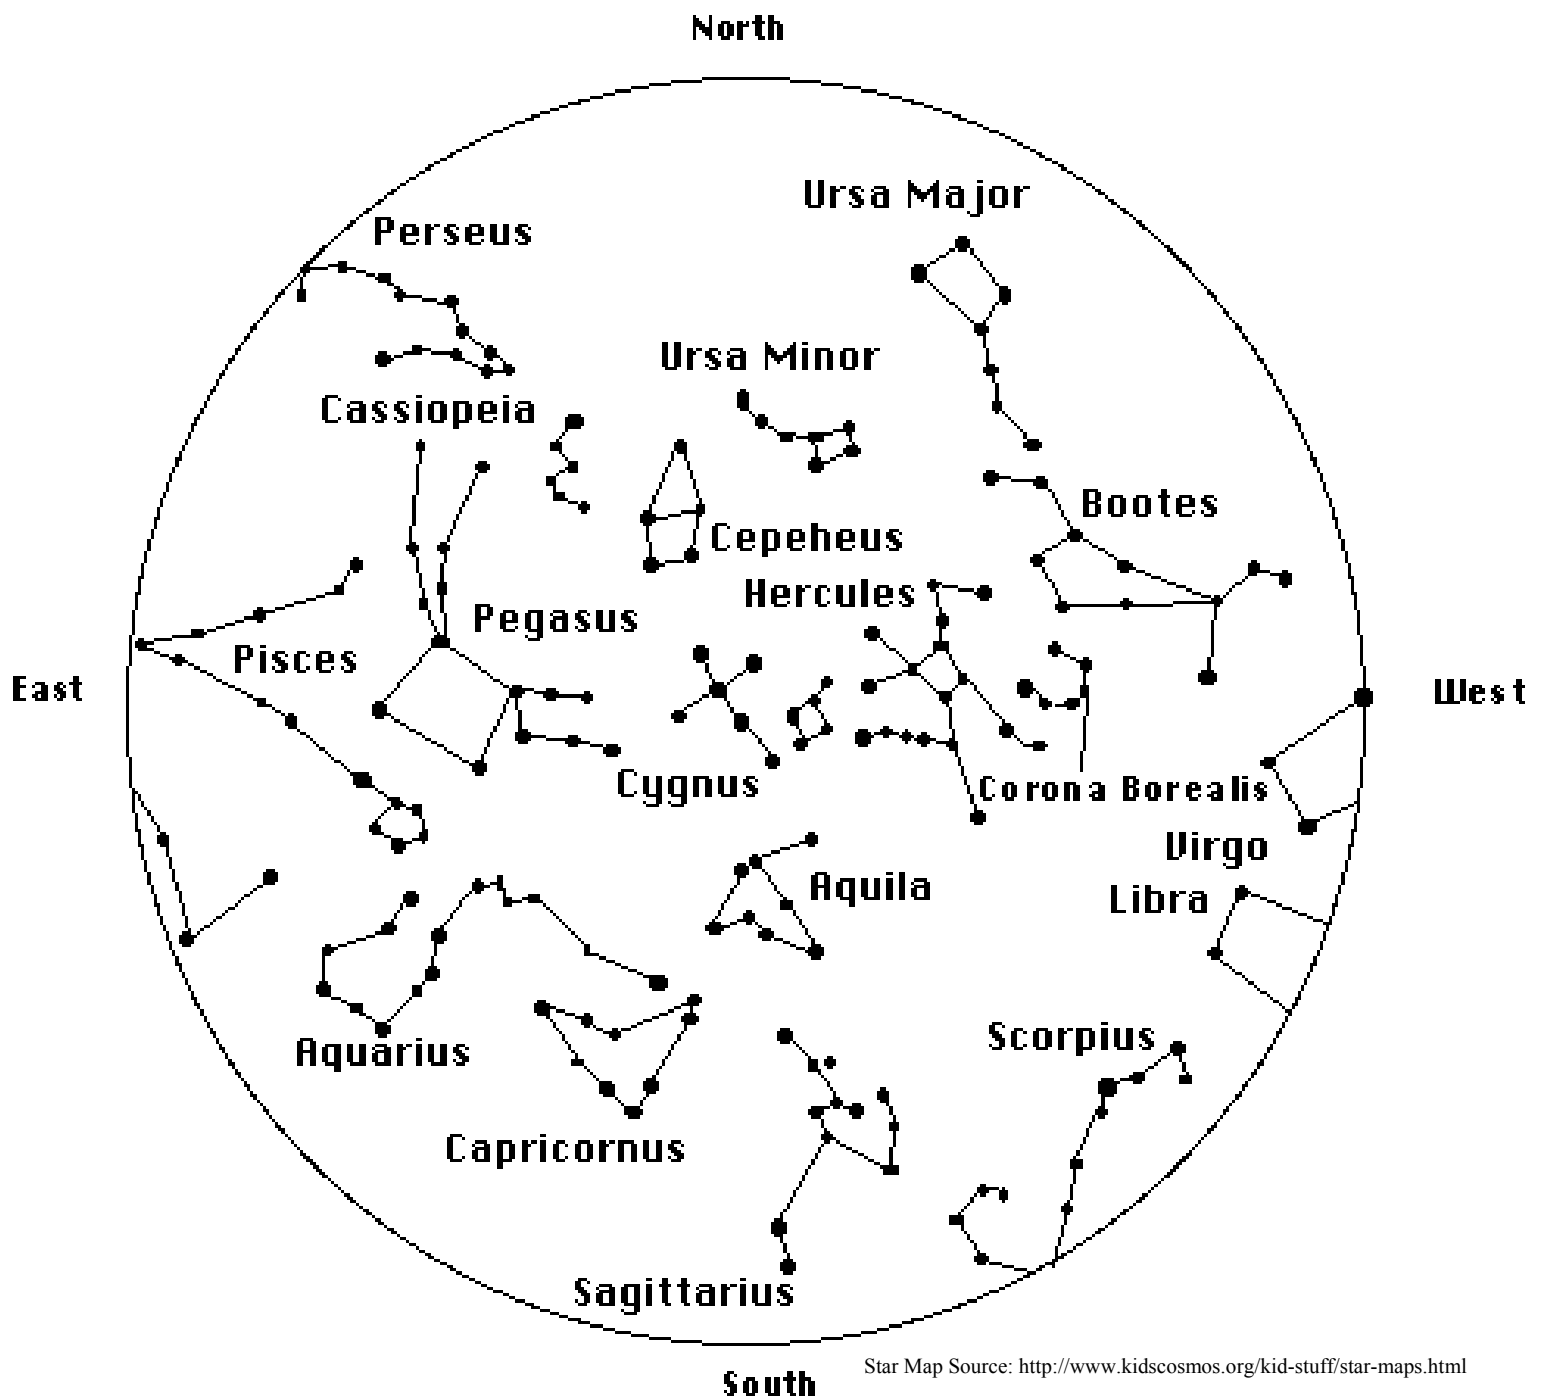 North
Ursa Major
Perseus
Ursa Minor
Cassiopeia
Bootes
Cepeheus
Hercules
Pegasus
Pisces
East
West
Cygnus
Corona Borealis
Virgo
Aquila
Libra
Scorpius
Aquarius
Capricornus
Sagittarius
Star Map Source: http://www.kidscosmos.org/kid-stuff/star-maps.html
South